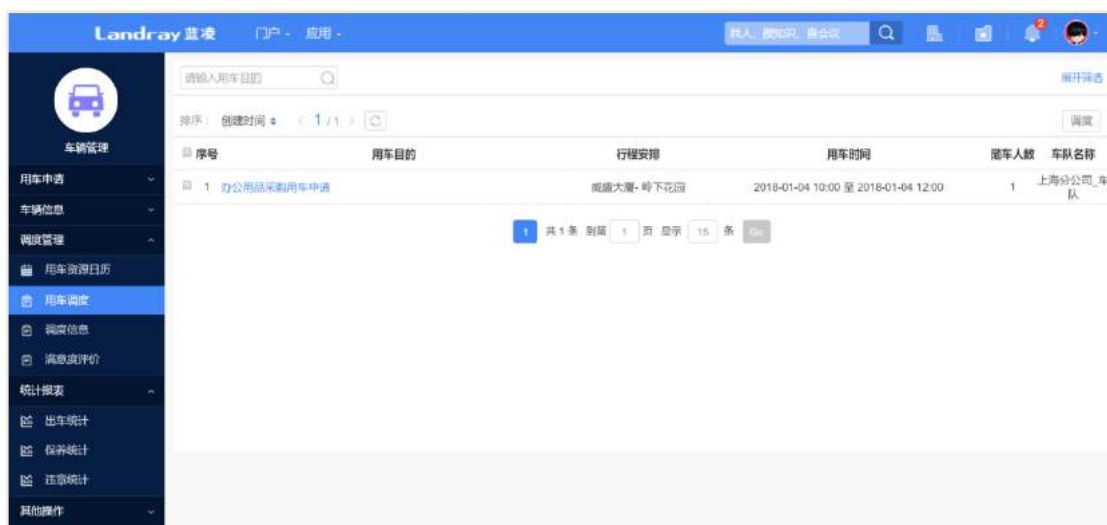 Landray 蓝凌 门户 应用 找人、搜知识、查会议 2
请输入用车目的 展开筛选
车辆管理
排序: 创建时间 < 1 / 1 > 调度
序号 用车目的 行程安排 用车时间 随车人数 车队名称
1 办公用品采购用车申请 威盛大厦- 岭下花园 2018-01-04 10:00 至 2018-01-04 12:00 1 上海分公司_车队
1 共 1 条 到第 1 页 显示 15 条 Go
用车申请
车辆信息
调度管理
用车资源日历
用车调度
调度信息
满意度评价
统计报表
出车统计
保养统计
违章统计
其他操作